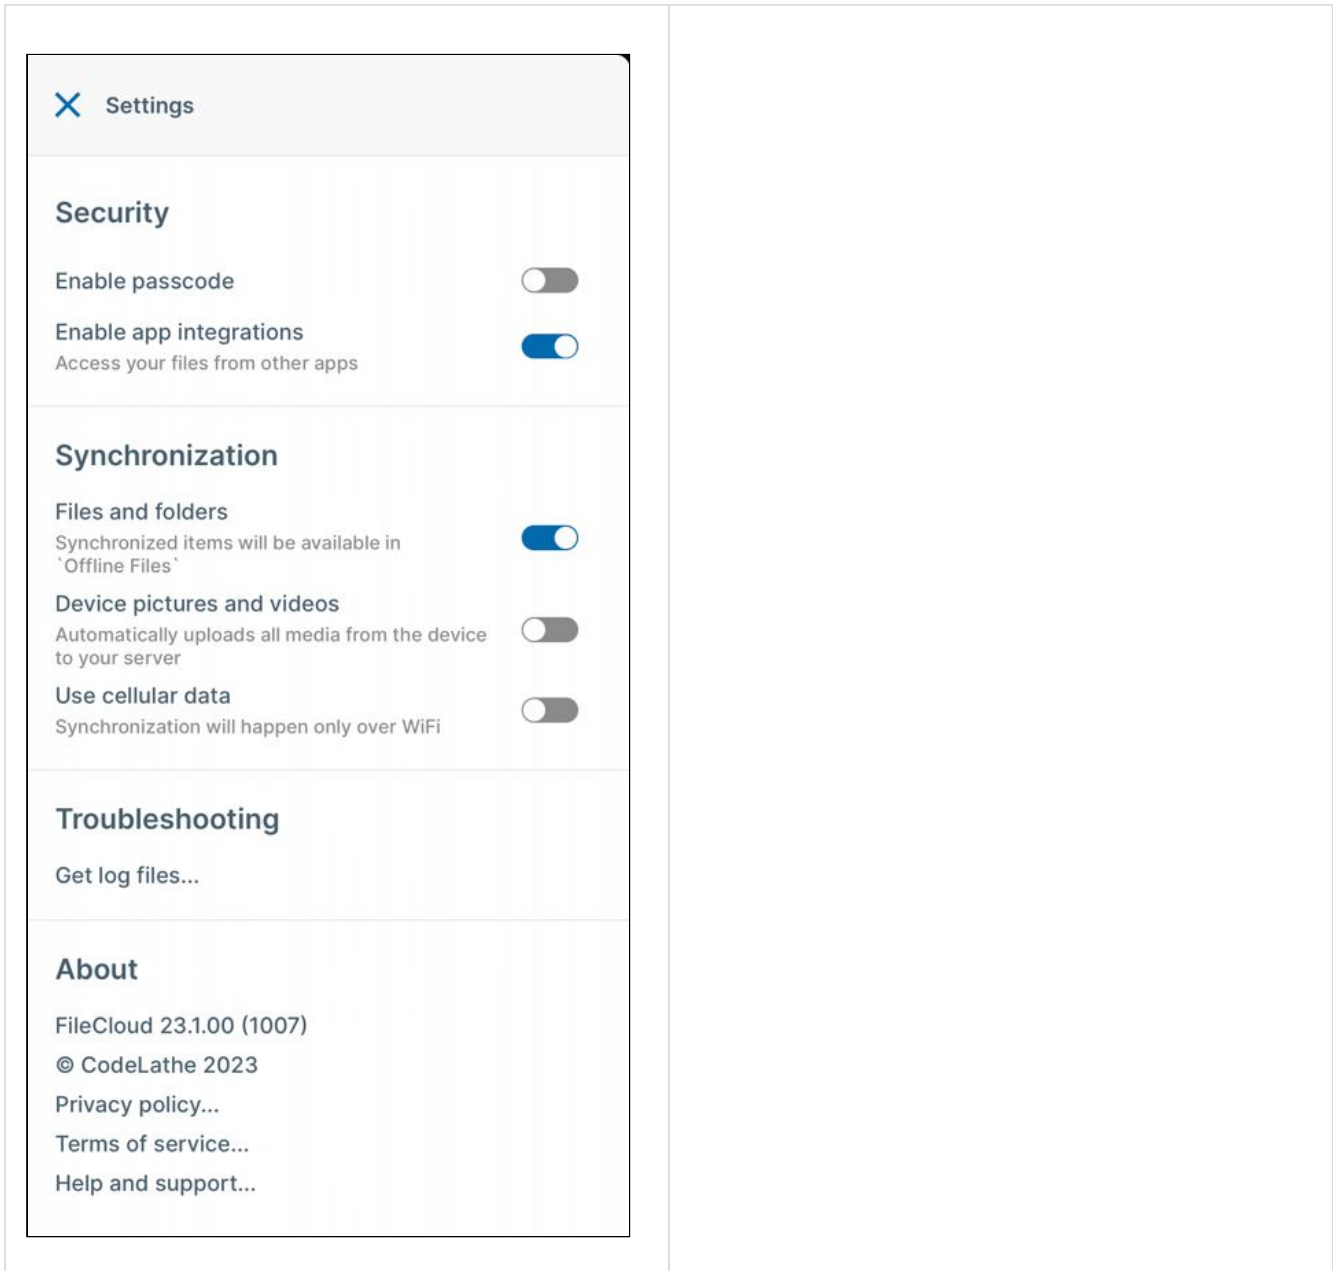 Settings
Security
Enable passcode
Enable app integrations
Access your files from other apps
Synchronization
Files and folders
Synchronized items will be available in
`Offline Files`
Device pictures and videos
Automatically uploads all media from the device
to your server
Use cellular data
Synchronization will happen only over WiFi
Troubleshooting
Get log files...
About
FileCloud 23.1.00 (1007)
© CodeLathe 2023
Privacy policy...
Terms of service...
Help and support...